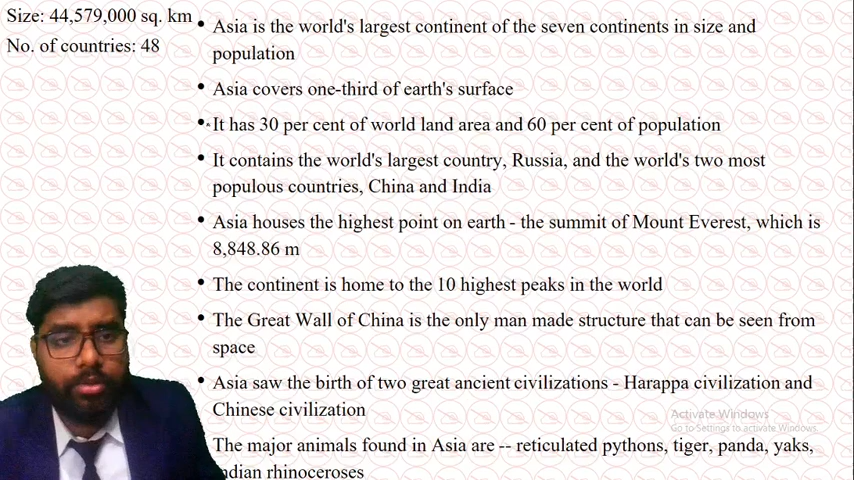 Size: 44,579,000 sq. km
No. of countries: 48
• Asia is the world's largest continent of the seven continents in size and
population
• Asia covers one-third of earth's surface
• It has 30 per cent of world land area and 60 per cent of population
• It contains the world's largest country, Russia, and the world's two most
populous countries, China and India
• Asia houses the highest point on earth - the summit of Mount Everest, which is
8,848.86 m
• The continent is home to the 10 highest peaks in the world
• The Great Wall of China is the only man made structure that can be seen from
space
• Asia saw the birth of two great ancient civilizations - Harappa civilization and
Chinese civilization
• The major animals found in Asia are -- reticulated pythons, tiger, panda, yaks,
Indian rhinoceroses
Activate Windows
Go to Settings to activate Windows.